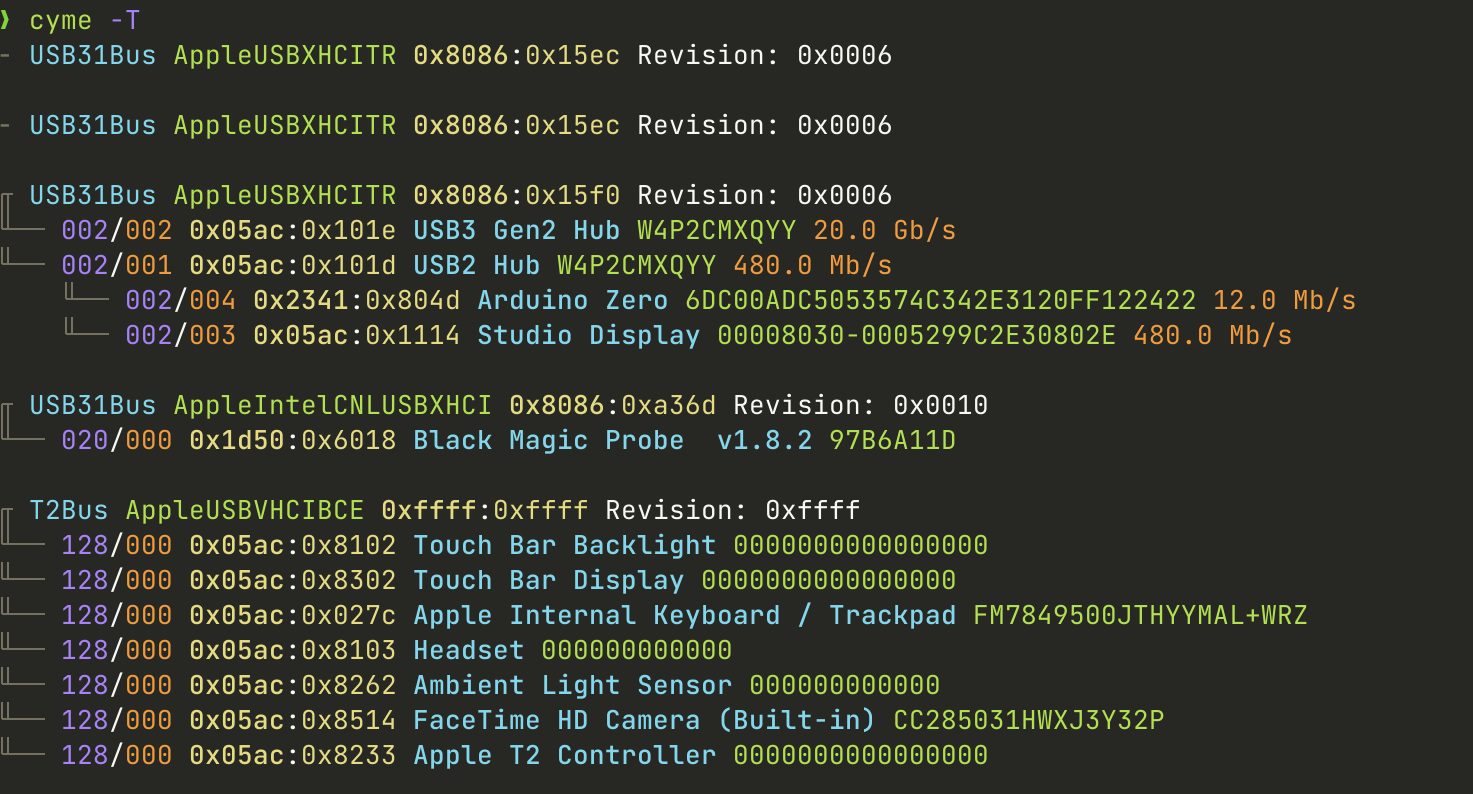 ❯ cyme -T
- USB31Bus AppleUSBXHCITR 0x8086:0x15ec Revision: 0x0006
- USB31Bus AppleUSBXHCITR 0x8086:0x15ec Revision: 0x0006
USB31Bus AppleUSBXHCITR 0x8086:0x15f0 Revision: 0x0006
002/002 0x05ac:0x101e USB3 Gen2 Hub W4P2CMXQYY 20.0 Gb/s
002/001 0x05ac:0x101d USB2 Hub W4P2CMXQYY 480.0 Mb/s
002/004 0x2341:0x804d Arduino Zero 6DC00ADC5053574C342E3120FF122422 12.0 Mb/s
002/003 0x05ac:0x1114 Studio Display 00008030-0005299C2E30802E 480.0 Mb/s
USB31Bus AppleIntelCNLUSBXHCI 0x8086:0xa36d Revision: 0x0010
020/000 0x1d50:0x6018 Black Magic Probe  v1.8.2 97B6A11D
T2Bus AppleUSBVHCIBCE 0xffff:0xffff Revision: 0xffff
128/000 0x05ac:0x8102 Touch Bar Backlight 0000000000000000
128/000 0x05ac:0x8302 Touch Bar Display 0000000000000000
128/000 0x05ac:0x027c Apple Internal Keyboard / Trackpad FM7849500JTHYYMAL+WRZ
128/000 0x05ac:0x8103 Headset 000000000000
128/000 0x05ac:0x8262 Ambient Light Sensor 000000000000
128/000 0x05ac:0x8514 FaceTime HD Camera (Built-in) CC285031HWXJ3Y32P
128/000 0x05ac:0x8233 Apple T2 Controller 0000000000000000